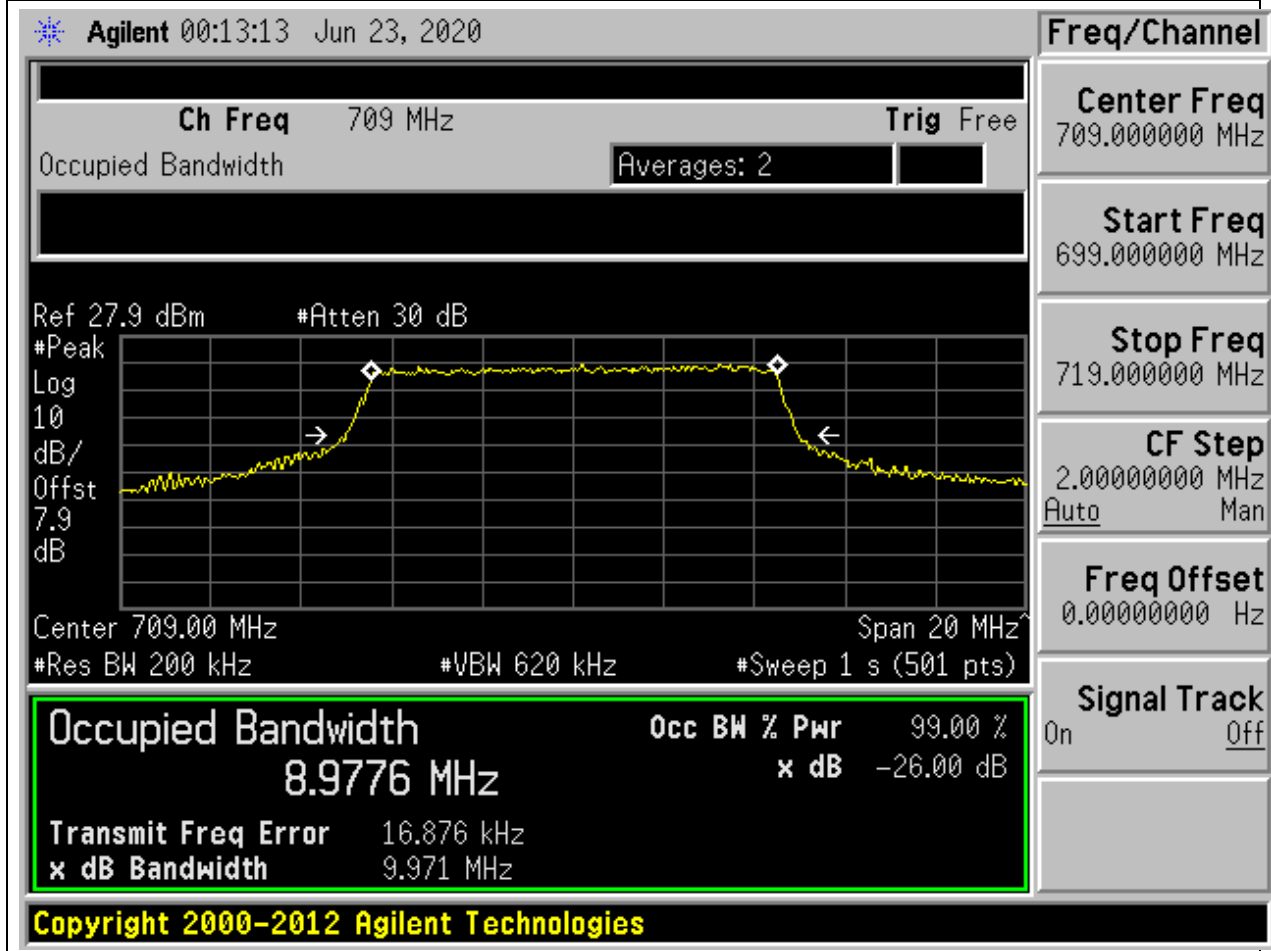 Agilent 00:13:13 Jun 23, 2020
Ch Freq 709 MHz Trig Free
Occupied Bandwidth Averages: 2
Ref 27.9 dBm #Atten 30 dB
#Peak
Log
10
dB/
Offst
7.9
dB
Center 709.00 MHz Span 20 MHz^
#Res BW 200 kHz #VBW 620 kHz #Sweep 1 s (501 pts)
Occupied Bandwidth Occ BW % Pwr 99.00 %
8.9776 MHz x dB -26.00 dB
Transmit Freq Error 16.876 kHz
x dB Bandwidth 9.971 MHz
Copyright 2000-2012 Agilent Technologies
Freq/Channel
Center Freq
709.000000 MHz
Start Freq
699.000000 MHz
Stop Freq
719.000000 MHz
CF Step
2.00000000 MHz
Auto Man
Freq Offset
0.00000000 Hz
Signal Track
On Off